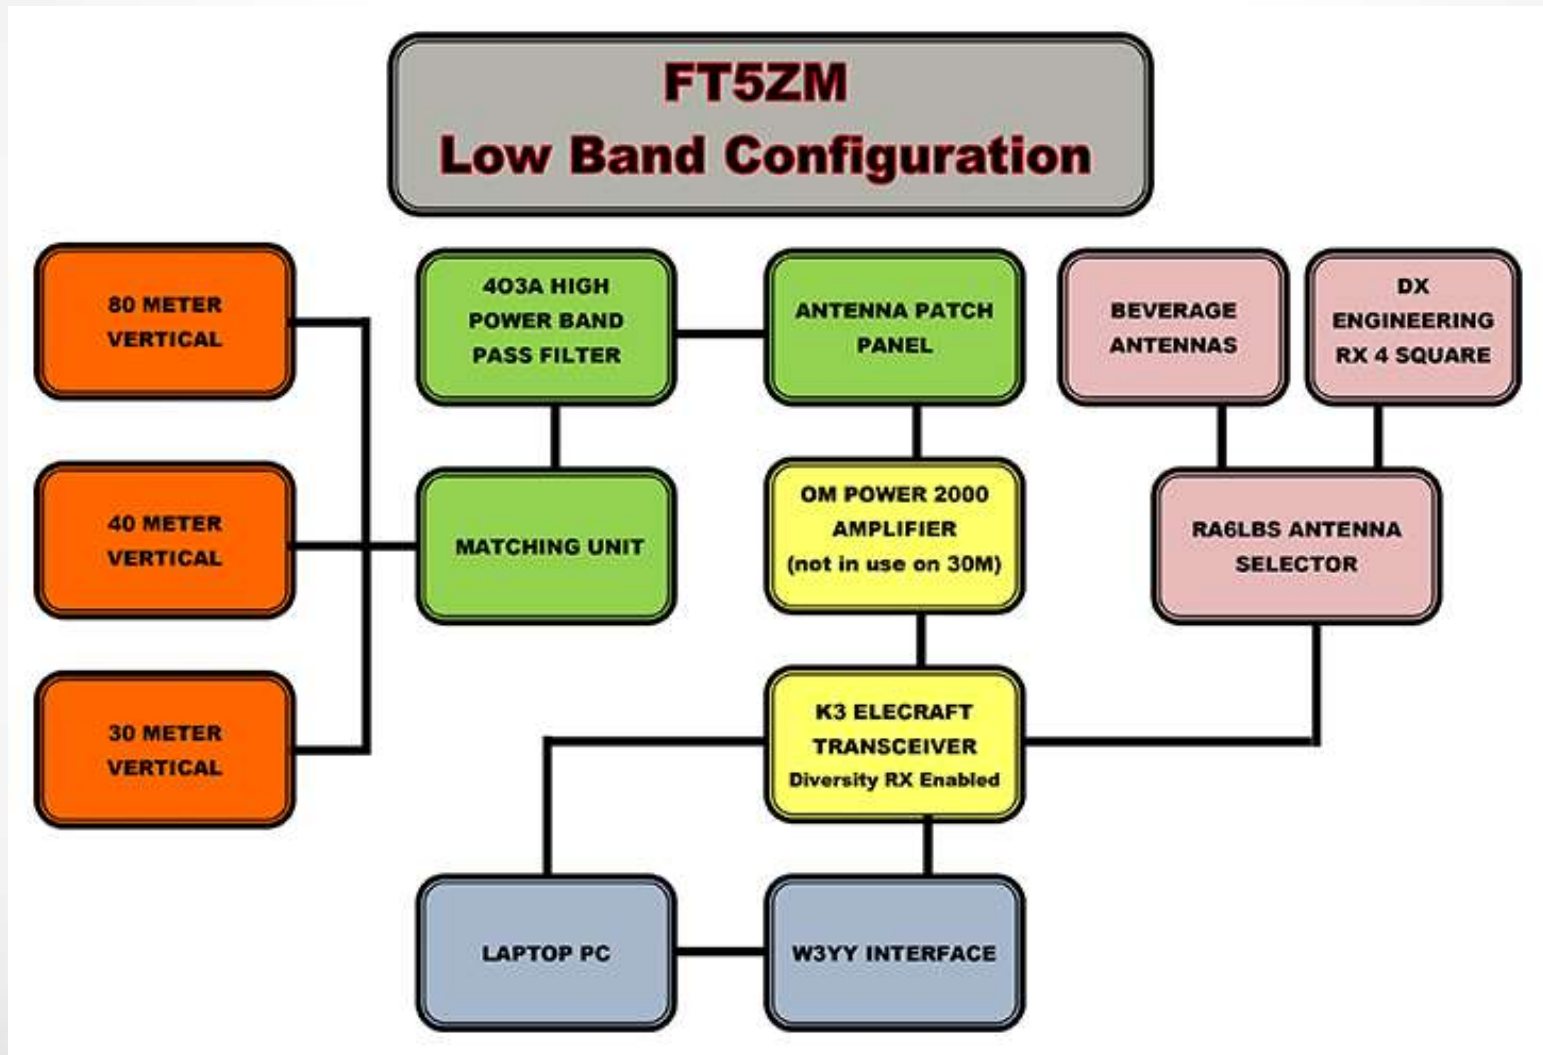 FT5ZM
Low Band Configuration
80 METER
VERTICAL
4O3A HIGH
POWER BAND
PASS FILTER
ANTENNA PATCH
PANEL
BEVERAGE
ANTENNAS
DX
ENGINEERING
RX 4 SQUARE
40 METER
VERTICAL
MATCHING UNIT
OM POWER 2000
AMPLIFIER
(not in use on 30M)
RA6LBS ANTENNA
SELECTOR
30 METER
VERTICAL
K3 ELECRAFT
TRANSCEIVER
Diversity RX Enabled
LAPTOP PC
W3YY INTERFACE